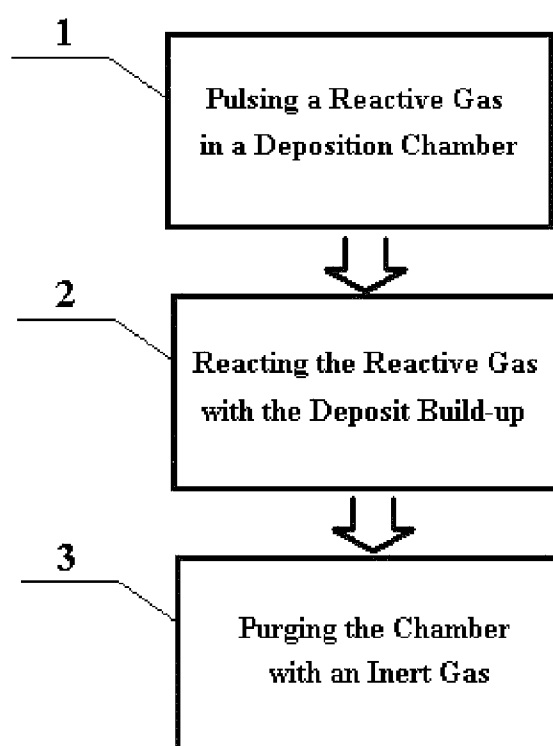 1
Pulsing a Reactive Gas
in a Deposition Chamber
2
Reacting the Reactive Gas
with the Deposit Build-up
3
Purging the Chamber
with an Inert Gas